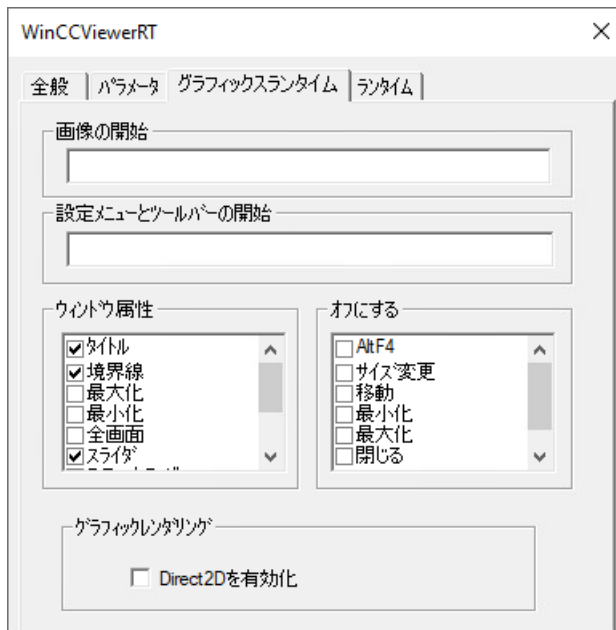 WinCCViewerRT
全般 パラメータ グラフィックスランタイム ランタイム
画像の開始
設定メニューとツールバーの開始
ウィンドウ属性
タイトル
境界線
最大化
最小化
全画面
スライダ
オフにする
AltF4
サイズ変更
移動
最小化
最大化
閉じる
グラフィックレンダリング
Direct2Dを有効化